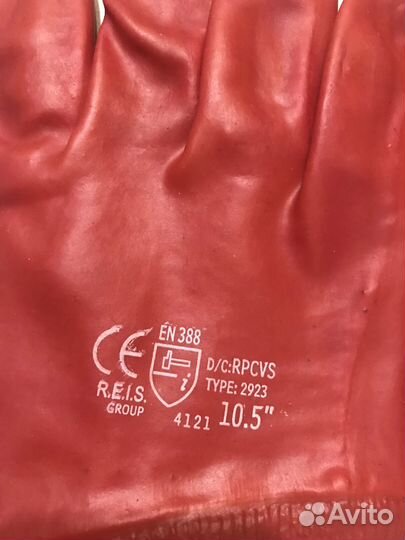 CE
R.E.I.S.
GROUP
EN 388
i
4121
D/C:RPCVS
TYPE: 2923
10.5"
Avito